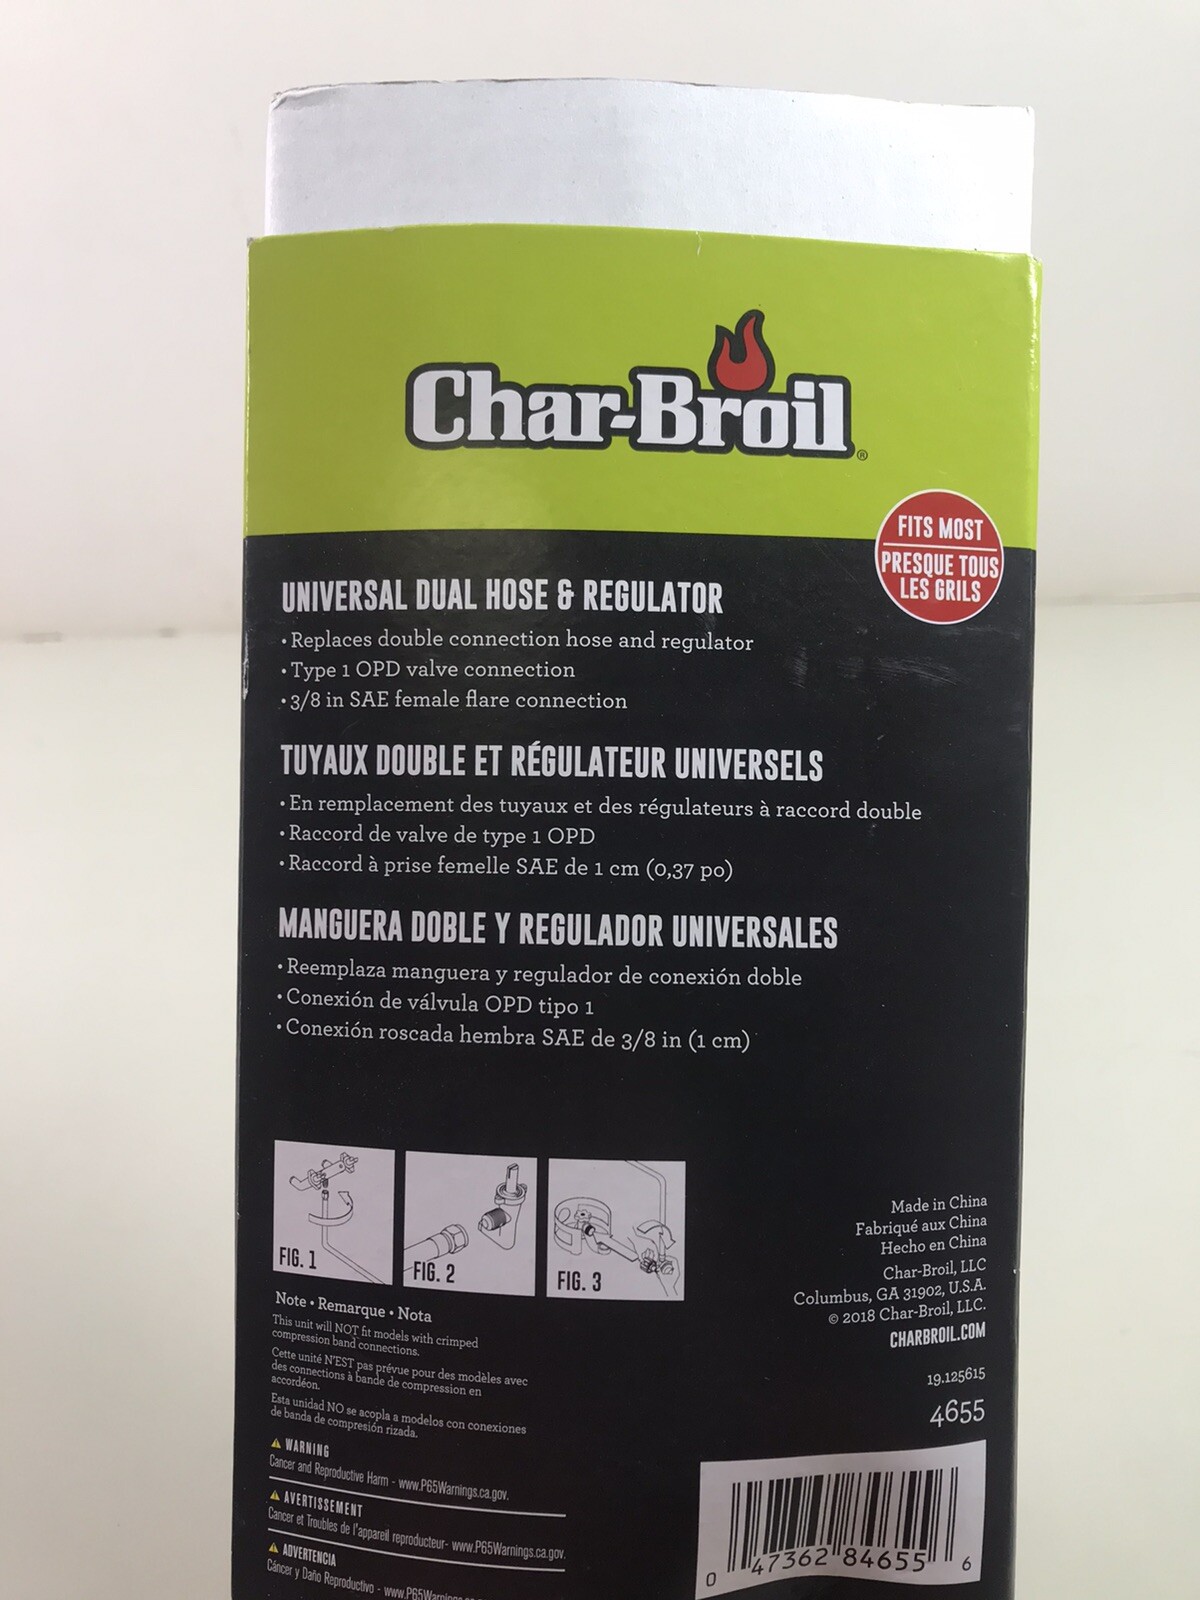 Char-Broil®
FITS MOST
PRESQUE TOUS
LES GRILS
UNIVERSAL DUAL HOSE & REGULATOR
• Replaces double connection hose and regulator
• Type 1 OPD valve connection
• 3/8 in SAE female flare connection
TUYAUX DOUBLE ET RÉGULATEUR UNIVERSELS
• En remplacement des tuyaux et des régulateurs à raccord double
• Raccord de valve de type 1 OPD
• Raccord à prise femelle SAE de 1 cm (0,37 po)
MANGUERA DOBLE Y REGULADOR UNIVERSALES
• Reemplaza manguera y regulador de conexión doble
• Conexión de válvula OPD tipo 1
• Conexión roscada hembra SAE de 3/8 in (1 cm)
FIG. 1
FIG. 2
FIG. 3
Note • Remarque • Nota
This unit will NOT fit models with crimped
compression band connections.
Cette unité N'EST pas prévue pour des modèles avec
des connections à bande de compression en
accordéon.
Esta unidad NO se acopla a modelos con conexiones
de banda de compresión rizada.
WARNING
Cancer and Reproductive Harm - www.P65Warnings.ca.gov.
AVERTISSEMENT
Cancer et Troubles de l'appareil reproducteur- www.P65Warnings.ca.gov.
ADVERTENCIA
Cáncer y Daño Reproductivo - www.P65Warnings
Made in China
Fabriqué aux China
Hecho en China
Char-Broil, LLC
Columbus, GA 31902, U.S.A.
© 2018 Char-Broil, LLC.
CHARBROIL.COM
19.125615
4655
0 47362 84655 6